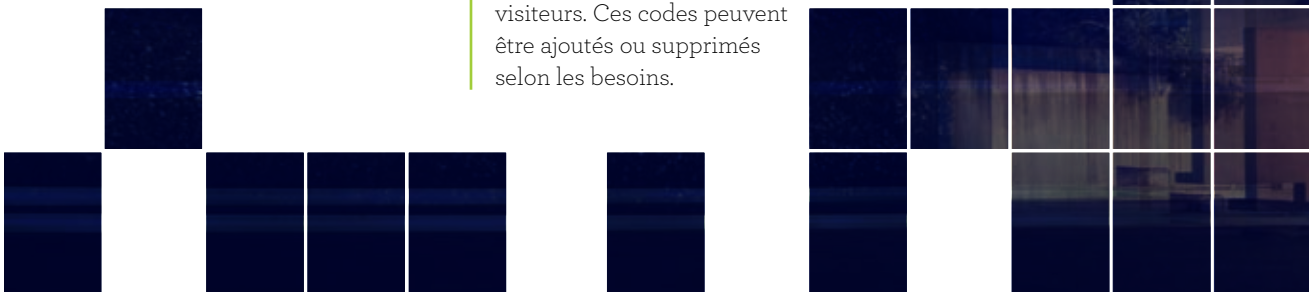 visiteurs. Ces codes peuvent
être ajoutés ou supprimés
selon les besoins.